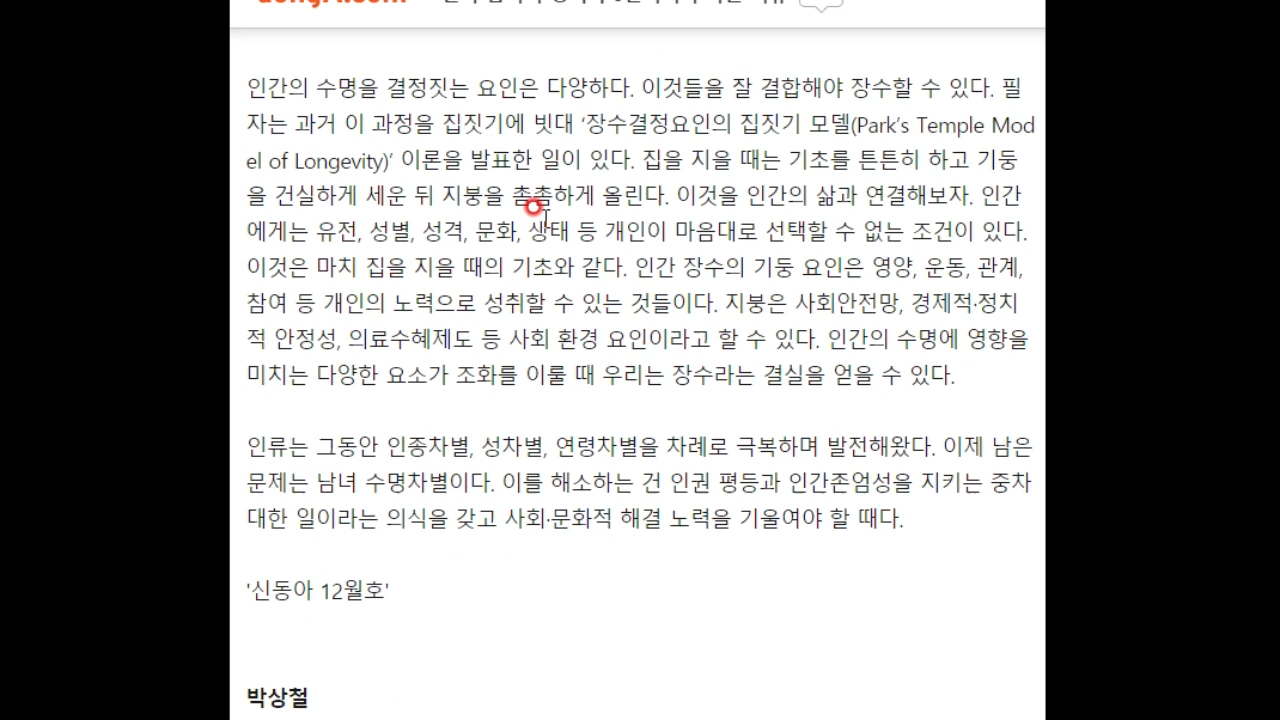 인간의 수명을 결정짓는 요인은 다양하다. 이것들을 잘 결합해야 장수할 수 있다. 필
자는 과거 이 과정을 집짓기에 빗대 ‘장수결정요인의 집짓기 모델(Park’s Temple Mod
el of Longevity)’ 이론을 발표한 일이 있다. 집을 지을 때는 기초를 튼튼히 하고 기둥
을 건실하게 세운 뒤 지붕을 촘촘하게 올린다. 이것을 인간의 삶과 연결해보자. 인간
에게는 유전, 성별, 성격, 문화, 생태 등 개인이 마음대로 선택할 수 없는 조건이 있다.
이것은 마치 집을 지을 때의 기초와 같다. 인간 장수의 기둥 요인은 영양, 운동, 관계,
참여 등 개인의 노력으로 성취할 수 있는 것들이다. 지붕은 사회안전망, 경제적·정치
적 안정성, 의료수혜제도 등 사회 환경 요인이라고 할 수 있다. 인간의 수명에 영향을
미치는 다양한 요소가 조화를 이룰 때 우리는 장수라는 결실을 얻을 수 있다.
인류는 그동안 인종차별, 성차별, 연령차별을 차례로 극복하며 발전해왔다. 이제 남은
문제는 남녀 수명차별이다. 이를 해소하는 건 인권 평등과 인간존엄성을 지키는 중차
대한 일이라는 의식을 갖고 사회·문화적 해결 노력을 기울여야 할 때다.
'신동아 12월호'
박상철